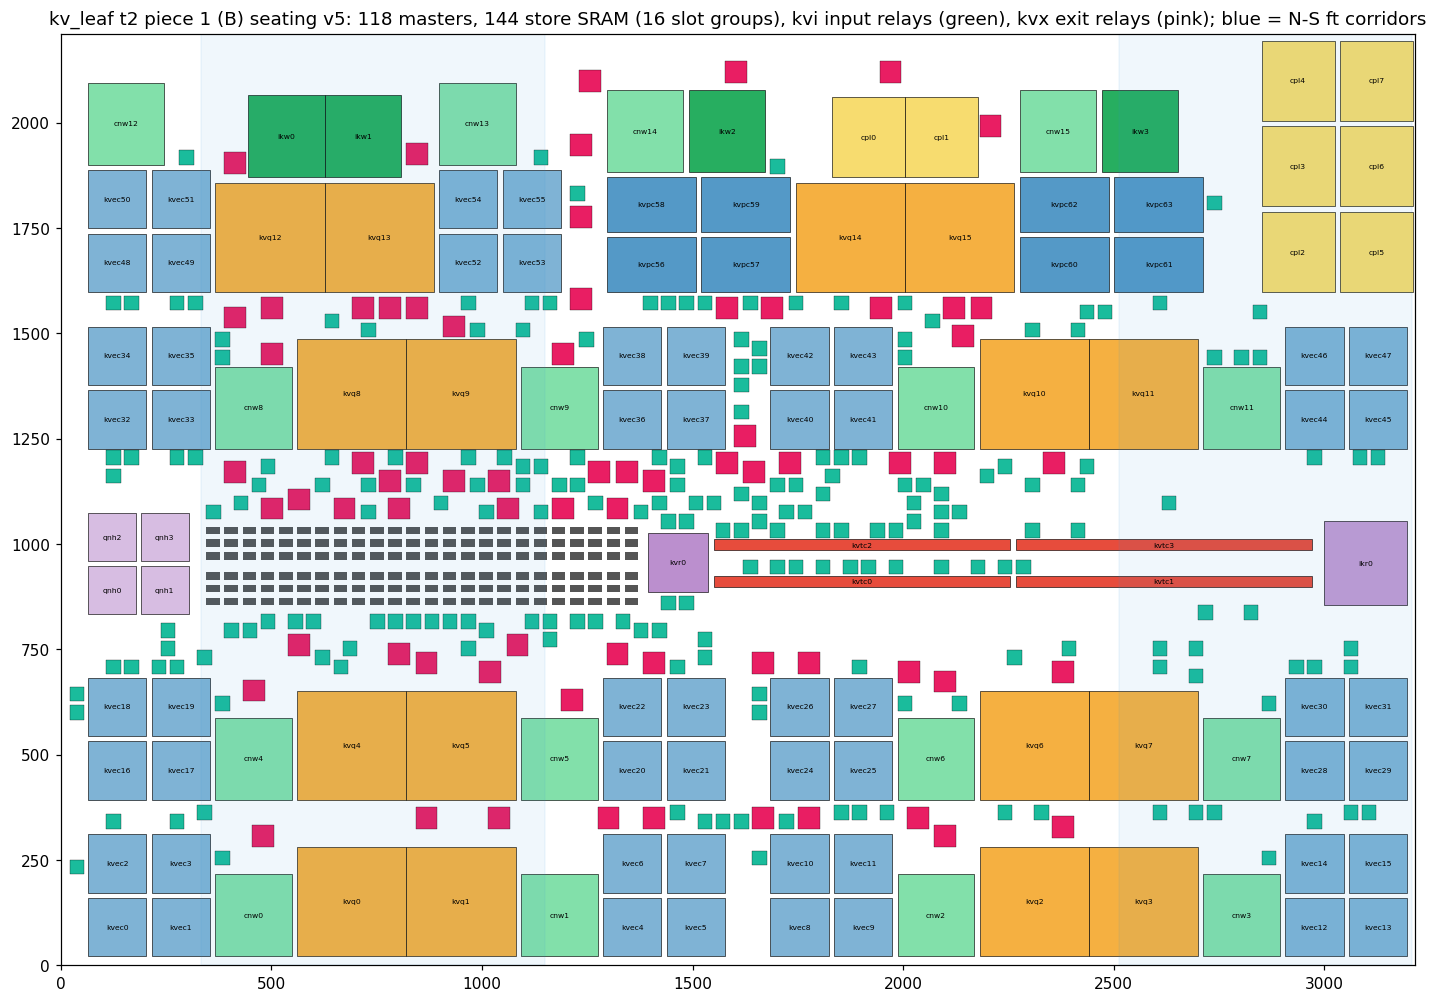 kv_leaf t2 piece 1 (B) seating v5: 118 masters, 144 store SRAM (16 slot groups), kvi input relays (green), kvx exit relays (pink); blue = N-S ft corridors
cpl4 cpl7
2000
cnw12 lkw0 lkw1 cnw13 cnw14 lkw2 cpl0 cpl1 cnw15 lkw3
cpl3 cpl6
kvec50 kvec51 kvec54 kvec55 kvpc58 kvpc59 kvpc62 kvpc63
1750
kvq12 kvq13 kvq14 kvq15
kvec48 kvec49 kvec52 kvec53 kvpc56 kvpc57 kvpc60 kvpc61
cpl2 cpl5
1500
kvec34 kvec35 kvec38 kvec39 kvec42 kvec43 kvec46 kvec47
kvq8 kvq9 kvq10 kvq11
cnw8 cnw9 cnw10 cnw11
kvec32 kvec33 kvec36 kvec37 kvec40 kvec41 kvec44 kvec45
1250
qnh2 qnh3
1000
kvtc2 kvtc3
kvr0 lkr0
qnh0 qnh1
kvtc0 kvtc1
750
kvec18 kvec19 kvec22 kvec23 kvec26 kvec27 kvec30 kvec31
kvq4 kvq5 kvq6 kvq7
cnw4 cnw5 cnw6 cnw7
500
kvec16 kvec17 kvec20 kvec21 kvec24 kvec25 kvec28 kvec29
250
kvec2 kvec3 kvec6 kvec7 kvec10 kvec11 kvec14 kvec15
kvq0 kvq1 kvq2 kvq3
cnw0 cnw1 cnw2 cnw3
kvec0 kvec1 kvec4 kvec5 kvec8 kvec9 kvec12 kvec13
0
0 500 1000 1500 2000 2500 3000